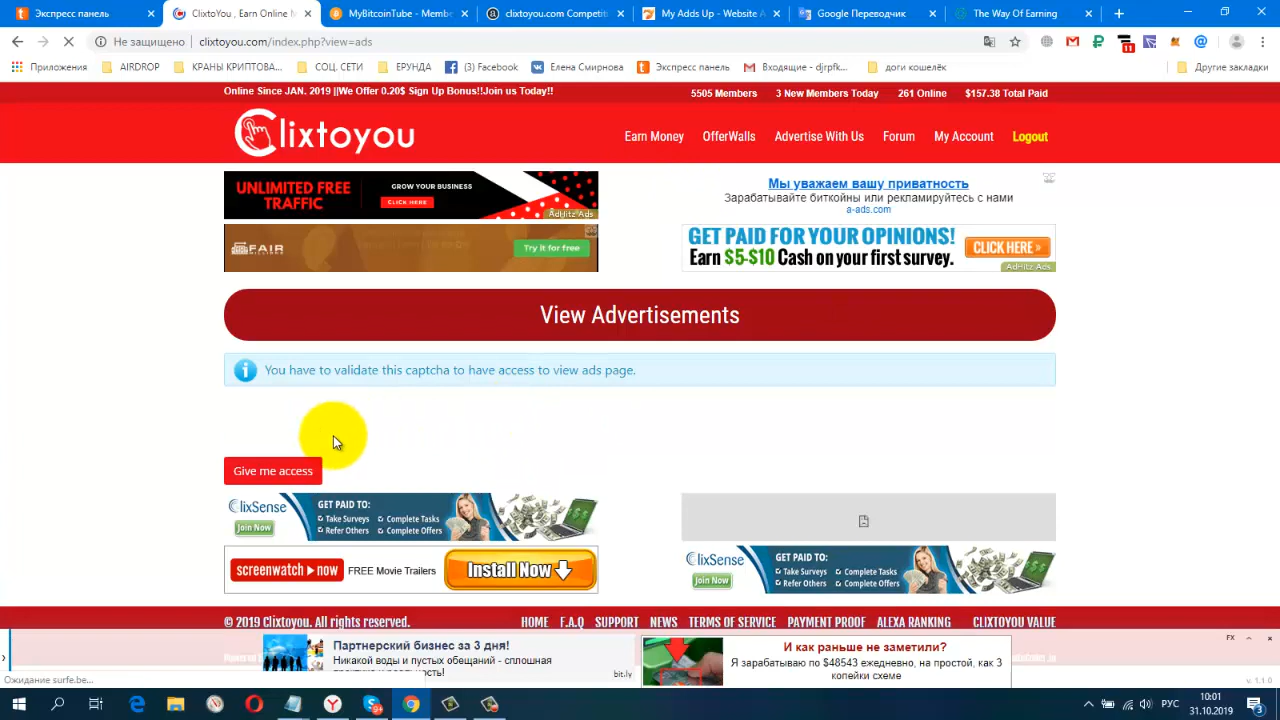 Экспресс панель
ClixtoYou, Earn Online M
MyBitcoinTube - Membe
clixtoyou.com Competiti
My Adds Up - Website A
Google Переводчик
The Way Of Earning
Не защищено
clixtoyou.com/index.php?view=ads
11
Приложения
AIRDROP
КРАНЫ КРИПТОВА...
СОЦ. СЕТИ
ЕРУНДА
(3) Facebook
Елена Смирнова
Экспресс панель
Входящие - djrpfk...
доги кошелёк
Другие закладки
Online Since JAN. 2019 ||We Offer 0.20$ Sign Up Bonus!!Join us Today!!
5505 Members
3 New Members Today
261 Online
$157.38 Total Paid
Clixtoyou
Earn Money
OfferWalls
Advertise With Us
Forum
My Account
Logout
UNLIMITED FREE
TRAFFIC
GROW YOUR BUSINESS
CLICK HERE
AdHitz Ads
Мы уважаем вашу приватность
Зарабатывайте биткойны или рекламируйтесь с нами
a-ads.com
FAIR
Try it for free
GET PAID FOR YOUR OPINIONS!
Earn $5-$10 Cash on your first survey.
CLICK HERE »
AdHitz Ads
View Advertisements
You have to validate this captcha to have access to view ads page.
Give me access
ClixSense
Join Now
GET PAID TO:
Take Surveys
Complete Tasks
Refer Others
Complete Offers
screenwatch now
FREE Movie Trailers
Install Now
ClixSense
Join Now
GET PAID TO:
Take Surveys
Complete Tasks
Refer Others
Complete Offers
© 2019 Clixtoyou. All rights reserved.
HOME
F.A.Q
SUPPORT
NEWS
TERMS OF SERVICE
PAYMENT PROOF
ALEXA RANKING
CLIXTOYOU VALUE
Партнерский бизнес за 3 дня!
Никакой воды и пустых обещаний - сплошная
bit.ly
И как раньше не заметили?
Я зарабатываю по $48543 ежедневно, на простой, как 3
копейки схеме
FX
v. 1.1.0
Ожидание surfe.be...
РУС
10:01
31.10.2019
3